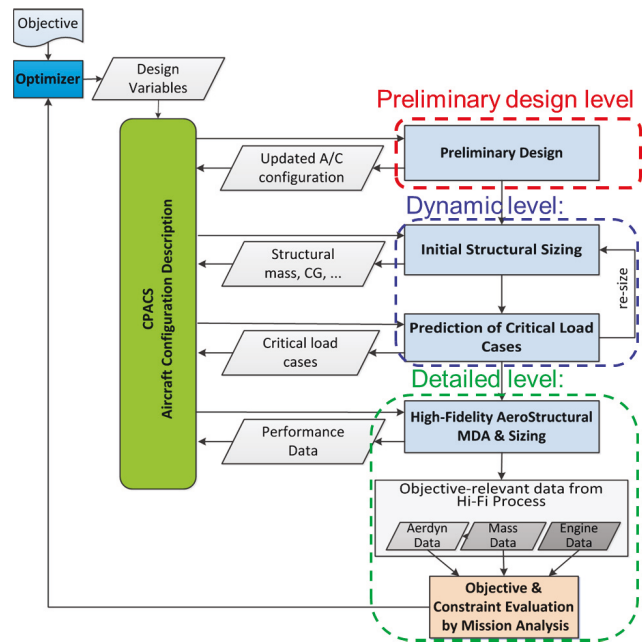 Objective
Optimizer
Design
Variables
Preliminary design level
Preliminary Design
Updated A/C
configuration
Dynamic level:
Initial Structural Sizing
Structural
mass, CG, ...
re-size
CPACS
Aircraft Configuration Description
Prediction of Critical Load
Cases
Critical load
cases
Detailed level:
High-Fidelity AeroStructural
MDA & Sizing
Performance
Data
Objective-relevant data from
Hi-Fi Process
Aerdyn
Data
Mass
Data
Engine
Data
Objective &
Constraint Evaluation
by Mission Analysis